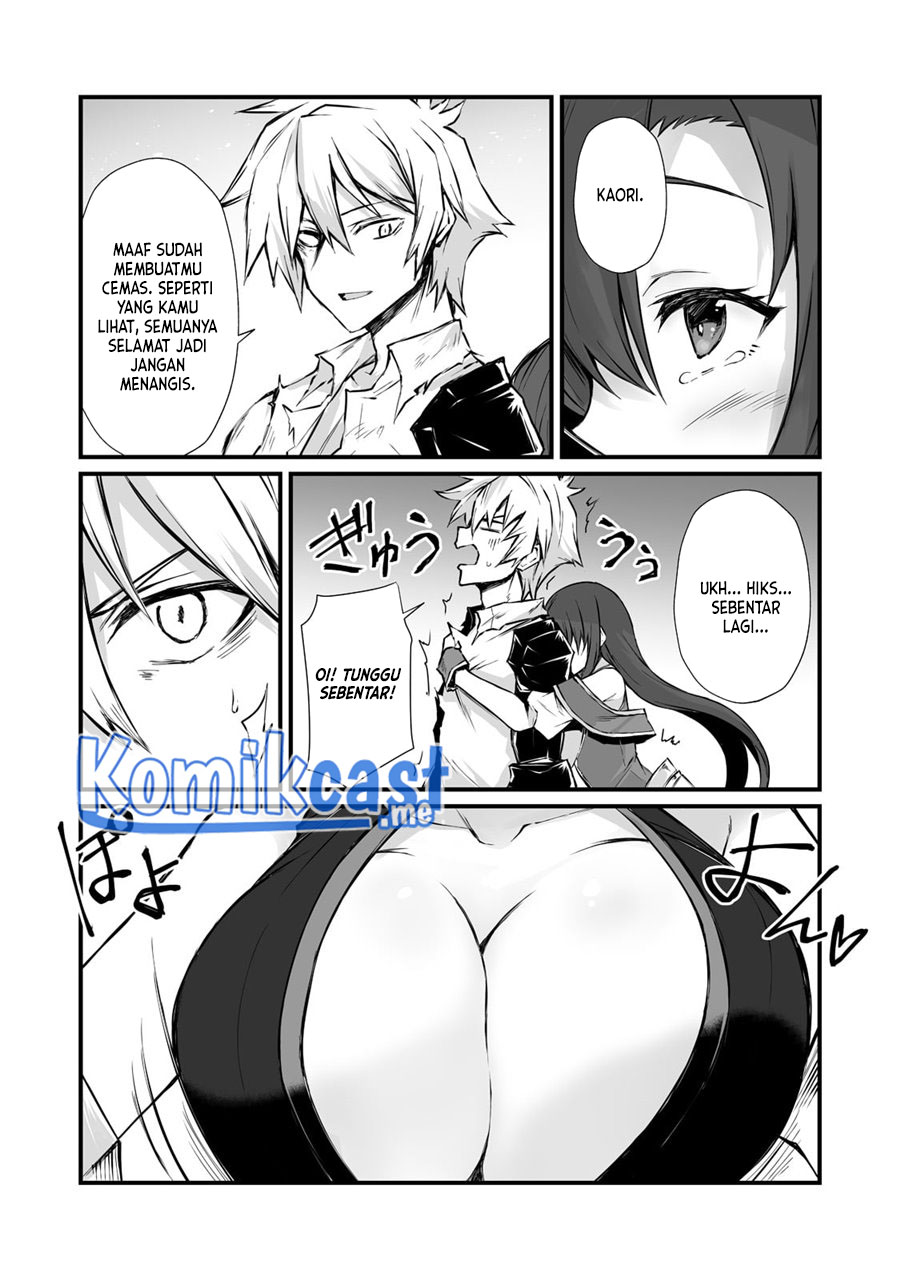 KAORI.
MAAF SUDAH
MEMBUATMU
CEMAS. SEPERTI
YANG KAMU
LIHAT, SEMUANYA
SELAMAT JADI
JANGAN
MENANGIS.
UKH... HIKS...
SEBENTAR
LAGI...
うぅ
ぎゅう
OI! TUNGGU
SEBENTAR!
Komikcast
.me
ぱよ
よん